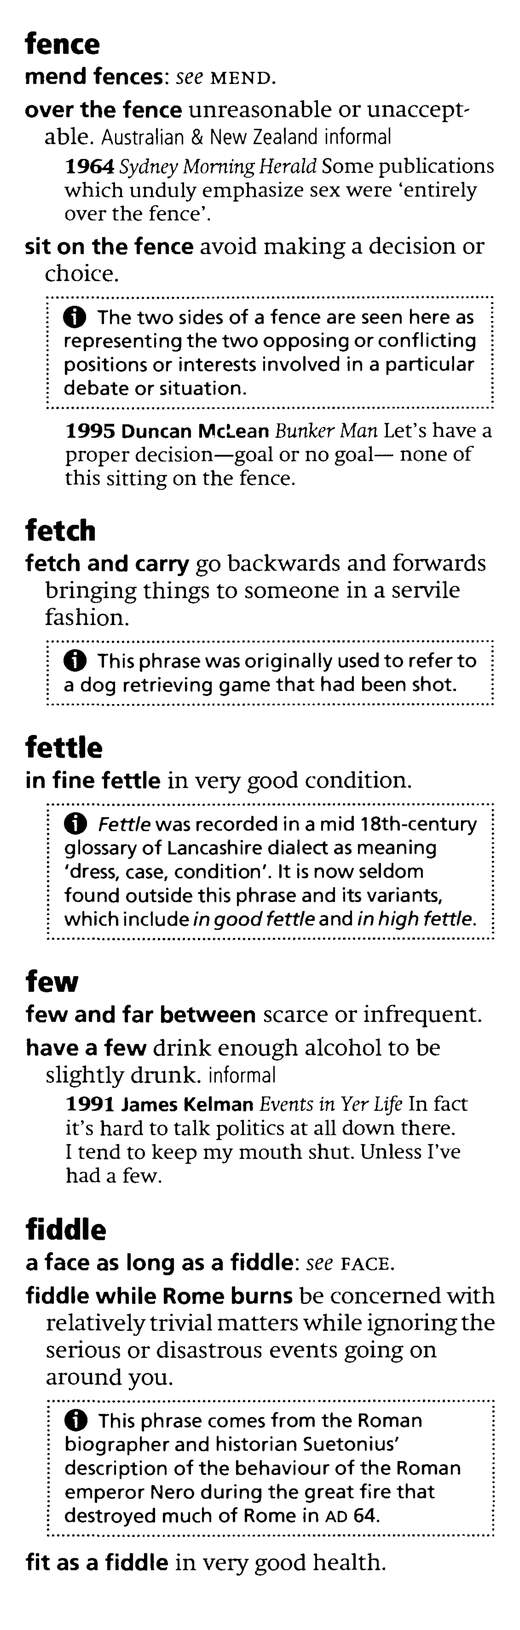 fence
mend fences: see MEND.
over the fence unreasonable or unaccept-
able. Australian & New Zealand informal
1964 Sydney Morning Herald Some publications
which unduly emphasize sex were ‘entirely
over the fence’.
sit on the fence avoid making a decision or
choice.
The two sides of a fence are seen here as
representing the two opposing or conflicting
positions or interests involved in a particular
debate or situation.
1995 Duncan McLean Bunker Man Let's have a
proper decision—goal or no goal— none of
this sitting on the fence.
fetch
fetch and carry go backwards and forwards
bringing things to someone in a servile
fashion.
This phrase was originally used to refer to
a dog retrieving game that had been shot.
fettle
in fine fettle in very good condition.
Fettle was recorded in a mid 18th-century
glossary of Lancashire dialect as meaning
‘dress, case, condition’. It is now seldom
found outside this phrase and its variants,
which include in good fettle and in high fettle.
few
few and far between scarce or infrequent.
have a few drink enough alcohol to be
slightly drunk. informal
1991 James Kelman Events in Yer Life In fact
it's hard to talk politics at all down there.
I tend to keep my mouth shut. Unless I've
had a few.
fiddle
a face as long as a fiddle: see FACE.
fiddle while Rome burns be concerned with
relatively trivial matters while ignoring the
serious or disastrous events going on
around you.
This phrase comes from the Roman
biographer and historian Suetonius'
description of the behaviour of the Roman
emperor Nero during the great fire that
destroyed much of Rome in AD 64.
fit as a fiddle in very good health.